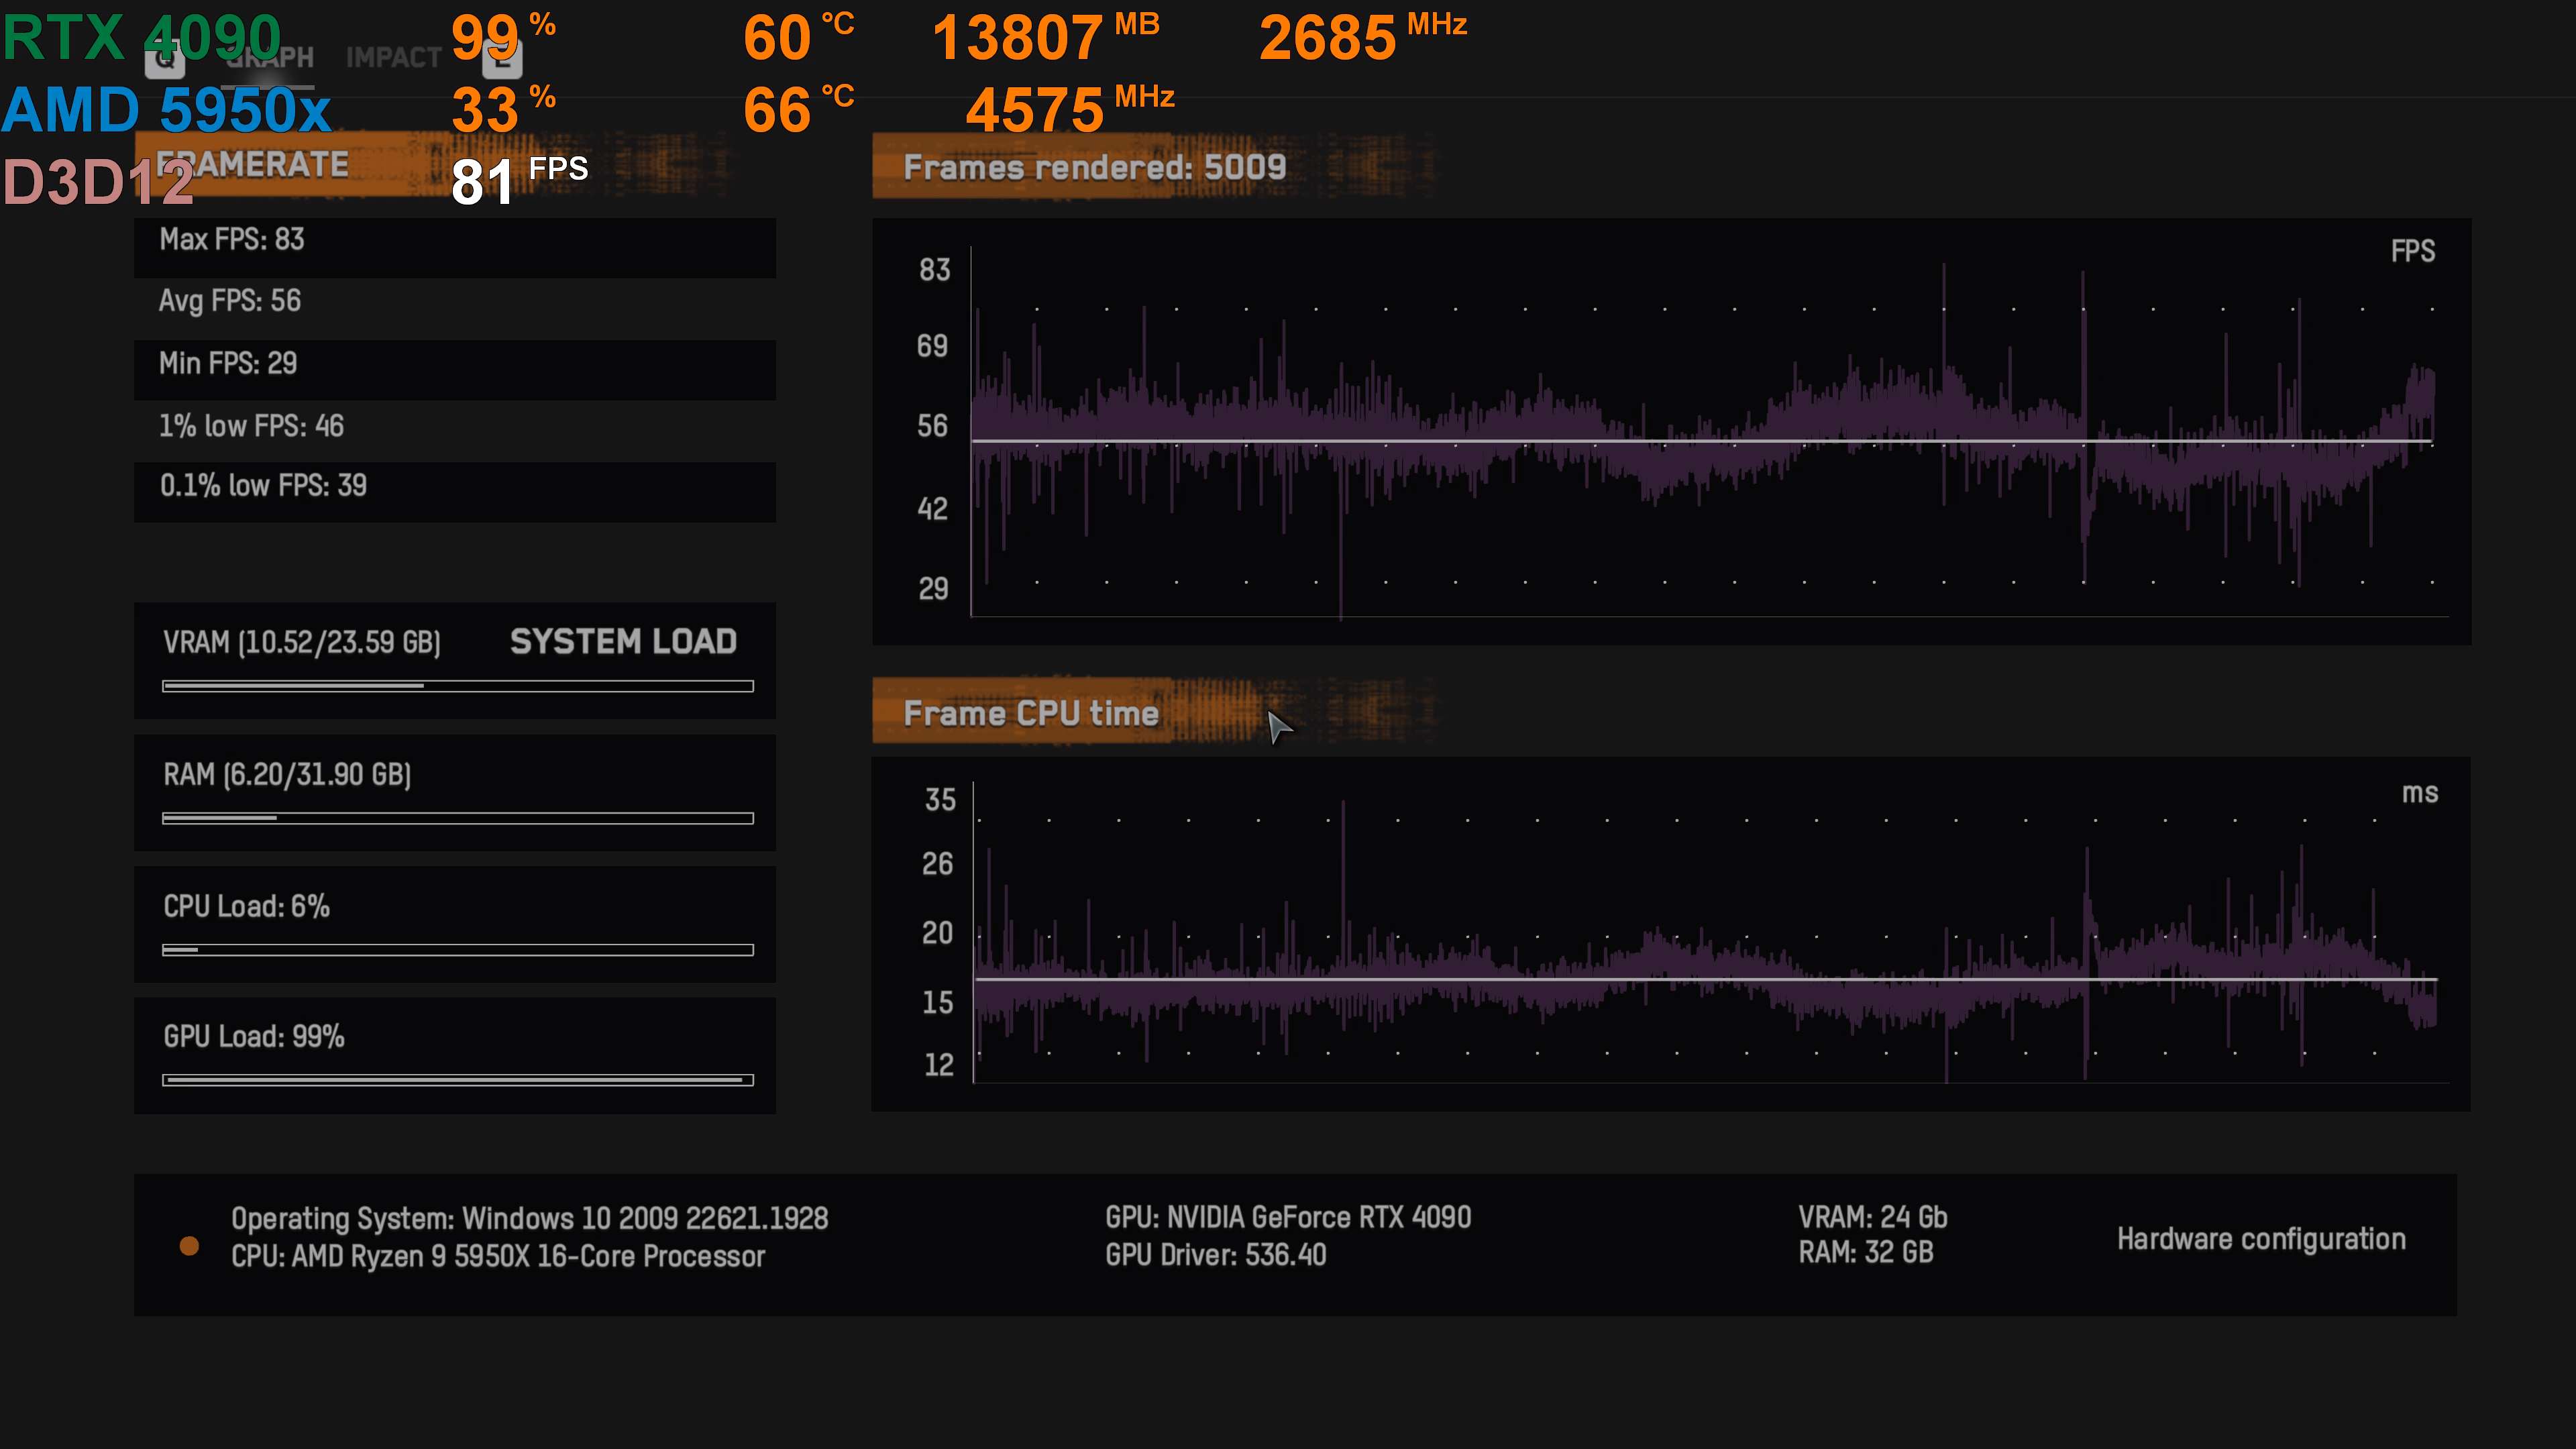 RTX 4090 99 % 60 °C 13807 MB 2685 MHz
Q GRAPH IMPACT E
AMD 5950x 33 % 66 °C 4575 MHz
D3D12 81 FPS
FRAMERATE
Max FPS: 83
Avg FPS: 56
Min FPS: 29
1% low FPS: 46
0.1% low FPS: 39
VRAM (10.52/23.59 GB) SYSTEM LOAD
RAM (6.20/31.90 GB)
CPU Load: 6%
GPU Load: 99%
Frames rendered: 5009
FPS
83
69
56
42
29
Frame CPU time
ms
35
26
20
15
12
Operating System: Windows 10 2009 22621.1928
CPU: AMD Ryzen 9 5950X 16-Core Processor
GPU: NVIDIA GeForce RTX 4090
GPU Driver: 536.40
VRAM: 24 Gb
RAM: 32 GB
Hardware configuration